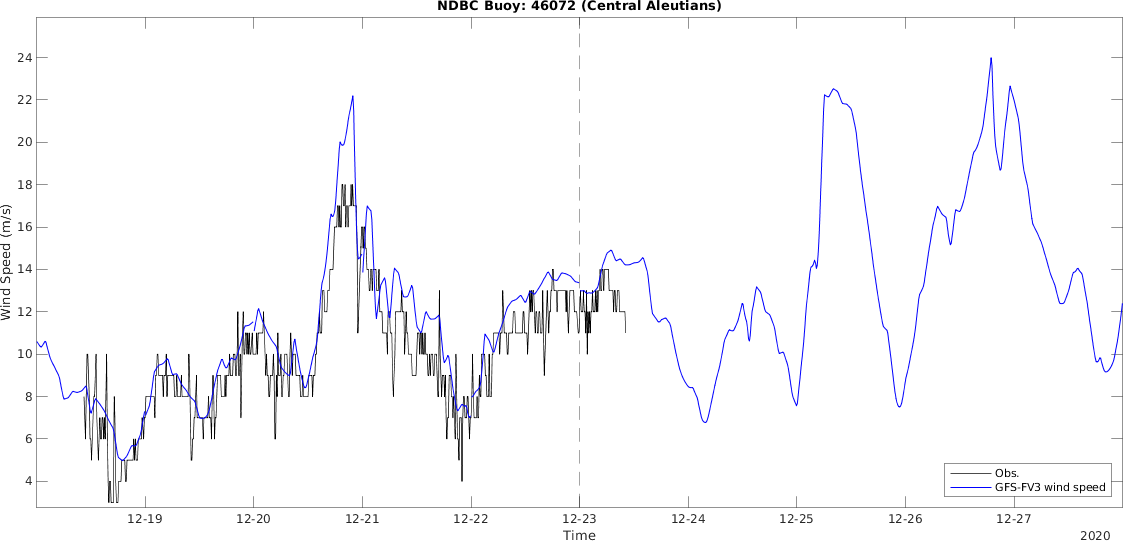 NDBC Buoy: 46072 (Central Aleutians)
24
22
20
18
16
14
12
10
8
6
4
Wind Speed (m/s)
12-19 12-20 12-21 12-22 12-23 12-24 12-25 12-26 12-27
Time
2020
Obs.
GFS-FV3 wind speed